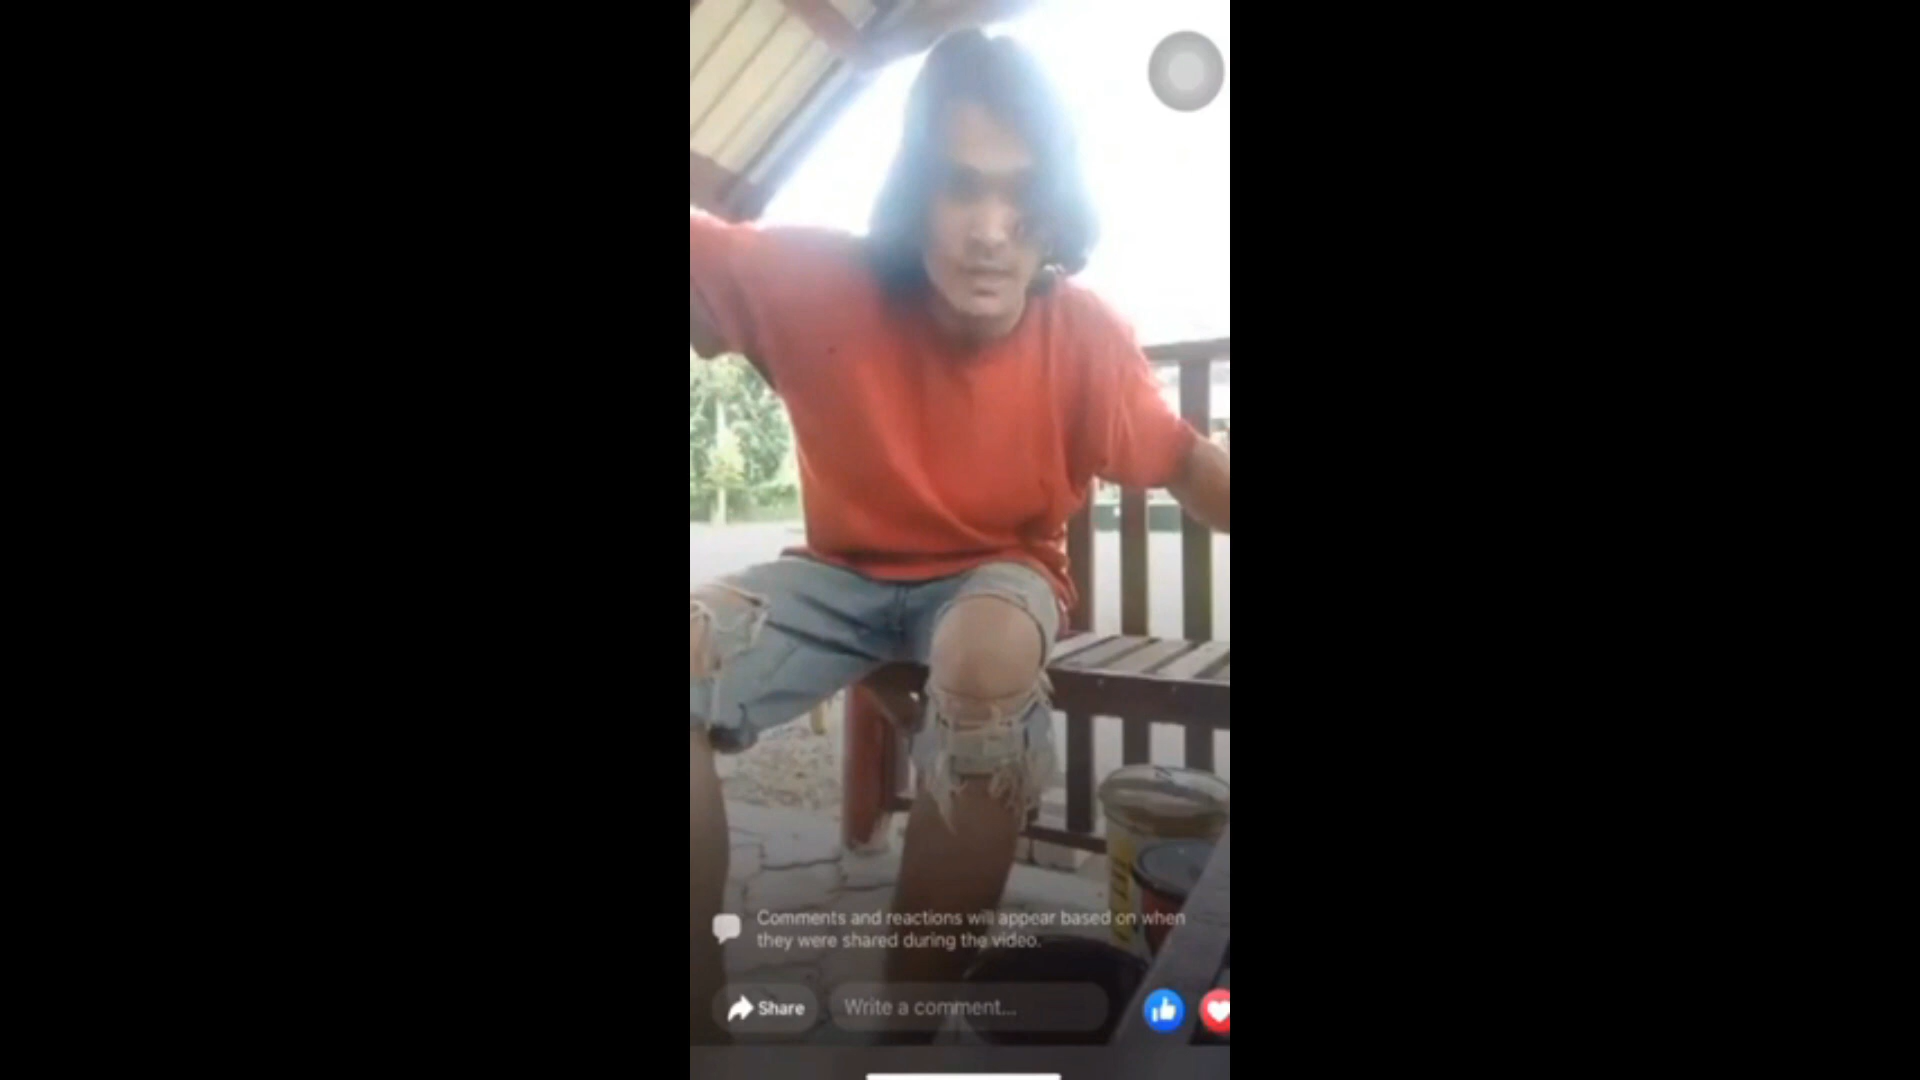 Comments and reactions will appear based on when
they were shared during the video.
Share
Write a comment...